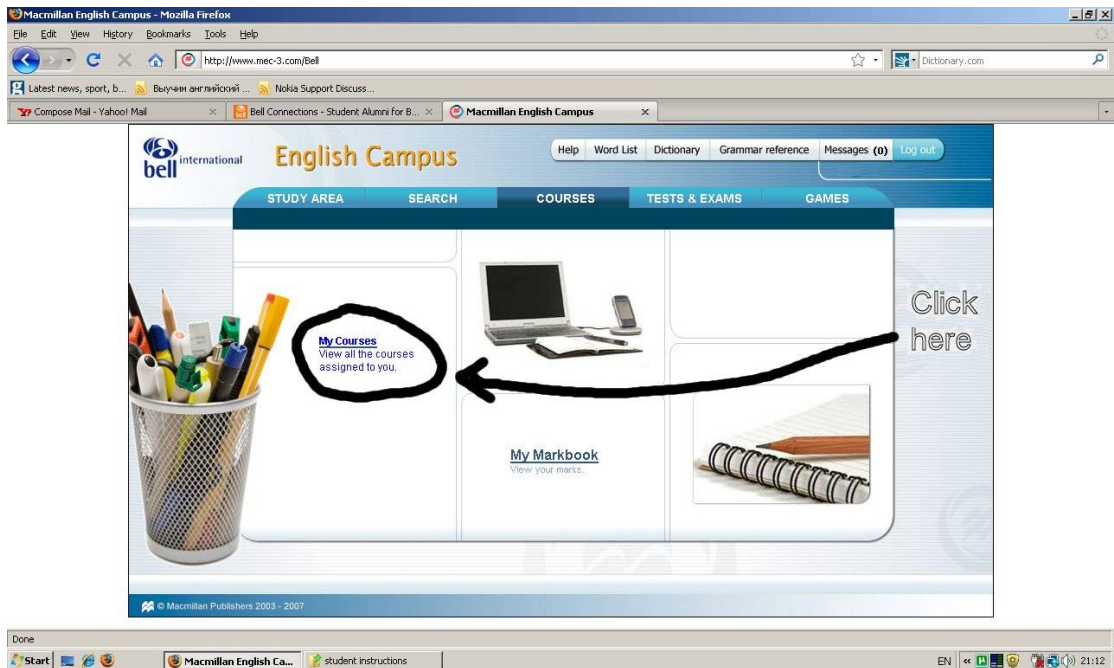 Macmillan English Campus - Mozilla Firefox
File Edit View History Bookmarks Tools Help
http://www.mec-3.com/Bell
Dictionary.com
Latest news, sport, b... Выучим английский ... Nokia Support Discuss...
Compose Mail - Yahoo! Mail
Bell Connections - Student Alumni for B...
Macmillan English Campus
bell international
English Campus
Help Word List Dictionary Grammar reference Messages (0) Log out
STUDY AREA SEARCH COURSES TESTS & EXAMS GAMES
My Courses
View all the courses
assigned to you.
Click
here
My Markbook
View your marks.
© Macmillan Publishers 2003 - 2007
Done
Start Macmillan English Ca... student instructions EN 21:12